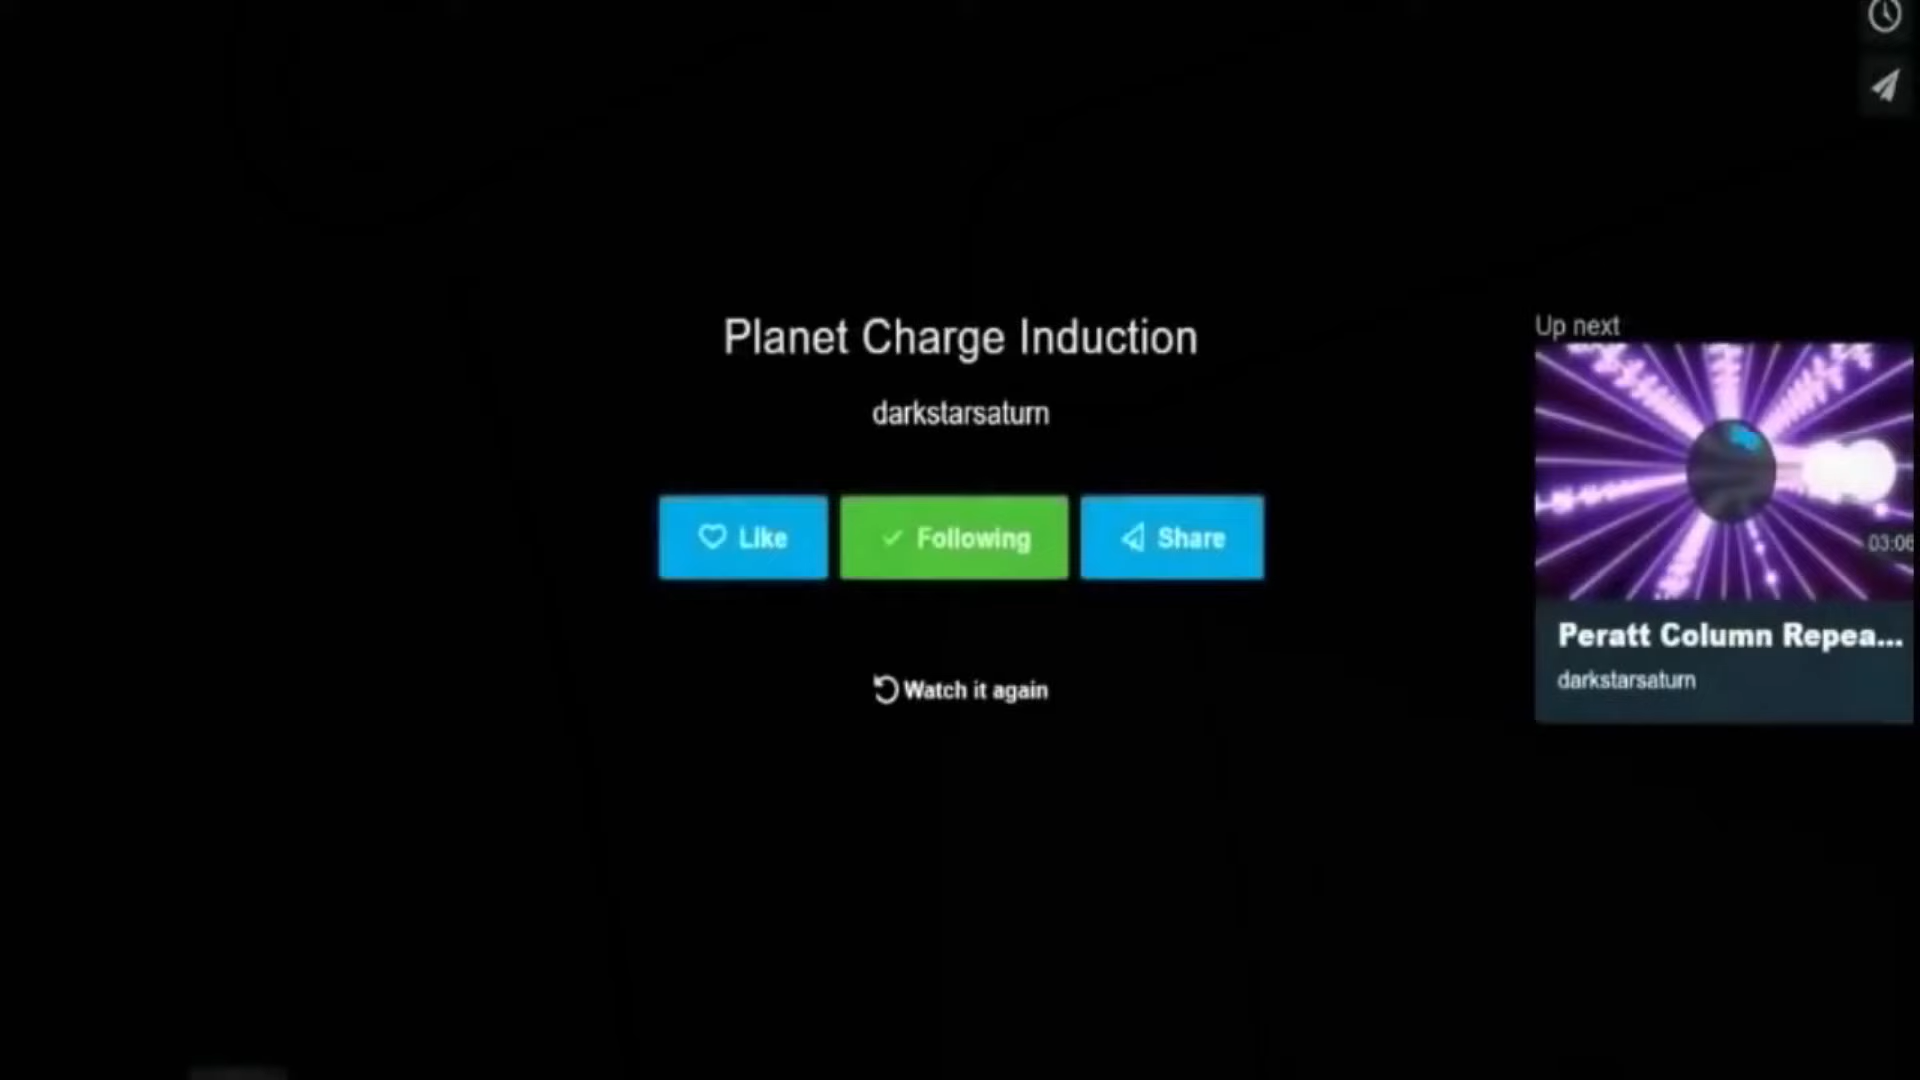 Planet Charge Induction
darkstarsaturn
Like
Following
Share
Watch it again
Up next
03:06
Peratt Column Repea...
darkstarsaturn